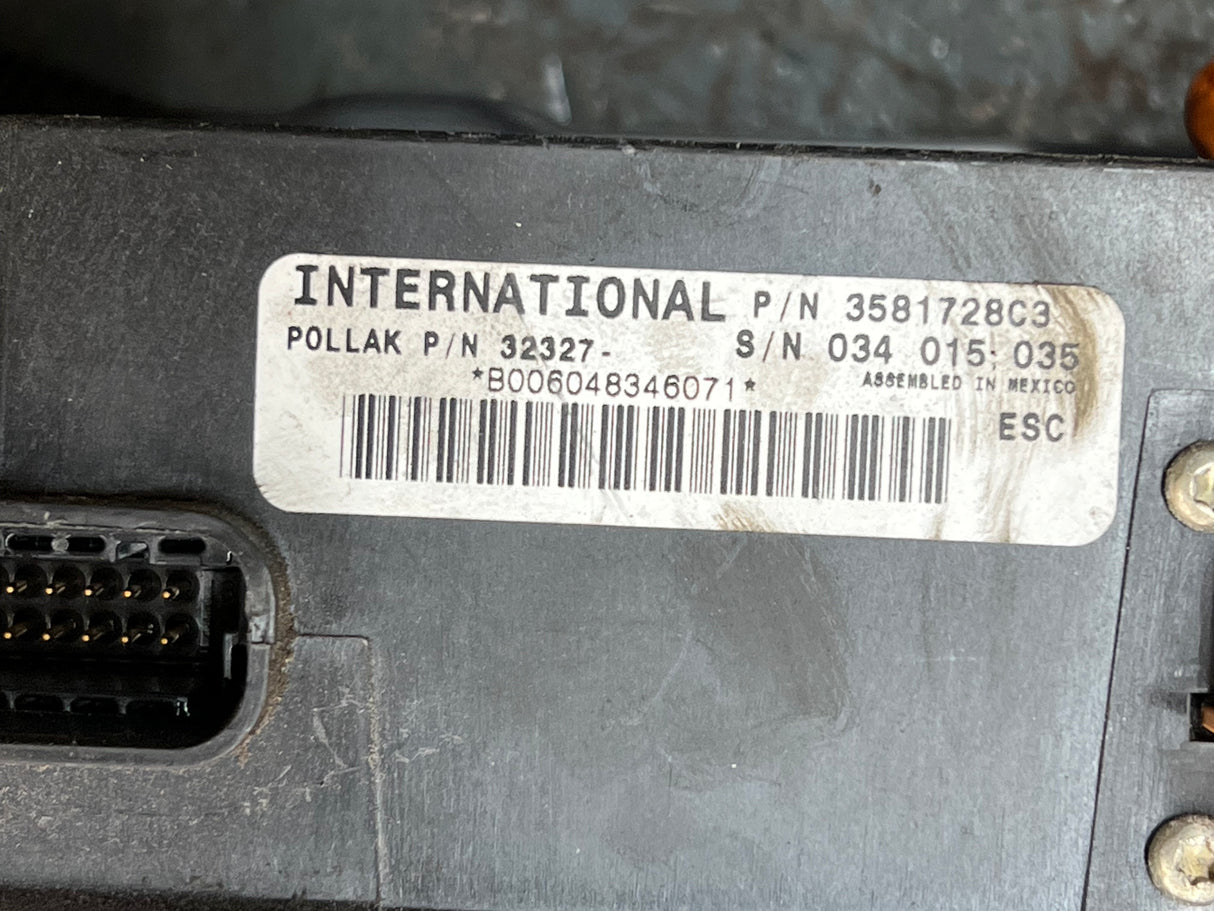 INTERNATIONAL P/N 3581728C3
POLLAK P/N 32327- S/N 034 015: 035
*B006048346071* ASSEMBLED IN MEXICO
ESC